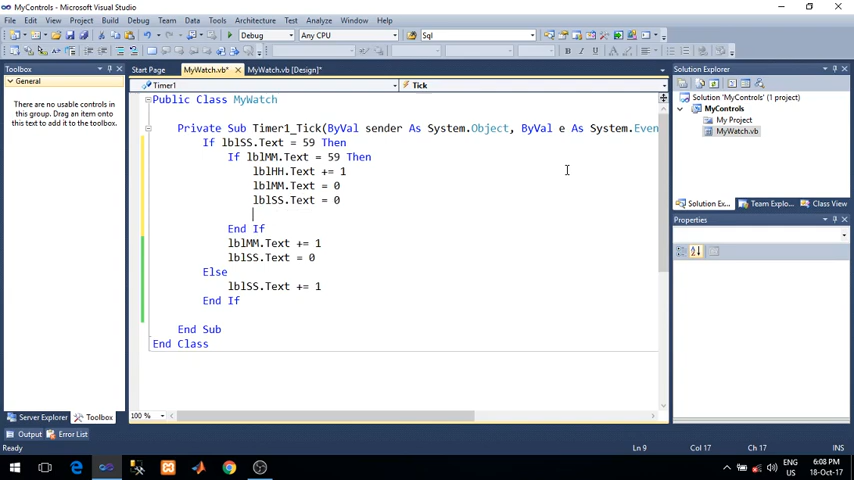 MyControls - Microsoft Visual Studio
File Edit View Project Build Debug Team Data Tools Architecture Test Analyze Window Help
Debug Any CPU Sql
Toolbox
General
There are no usable controls in
this group. Drag an item onto
this text to add it to the toolbox.
Start Page MyWatch.vb* MyWatch.vb [Design]*
Timer1 Tick
Public Class MyWatch
Private Sub Timer1_Tick(ByVal sender As System.Object, ByVal e As System.Even
If lblSS.Text = 59 Then
If lblMM.Text = 59 Then
lblHH.Text += 1
lblMM.Text = 0
lblSS.Text = 0
End If
lblMM.Text += 1
lblSS.Text = 0
Else
lblSS.Text += 1
End If
End Sub
End Class
100 %
Solution Explorer
Solution 'MyControls' (1 project)
MyControls
My Project
MyWatch.vb
Solution Ex... Team Explo... Class View
Properties
Server Explorer Toolbox
Output Error List
Ready Ln 9 Col 17 Ch 17 INS
ENG
US
6:08 PM
18-Oct-17